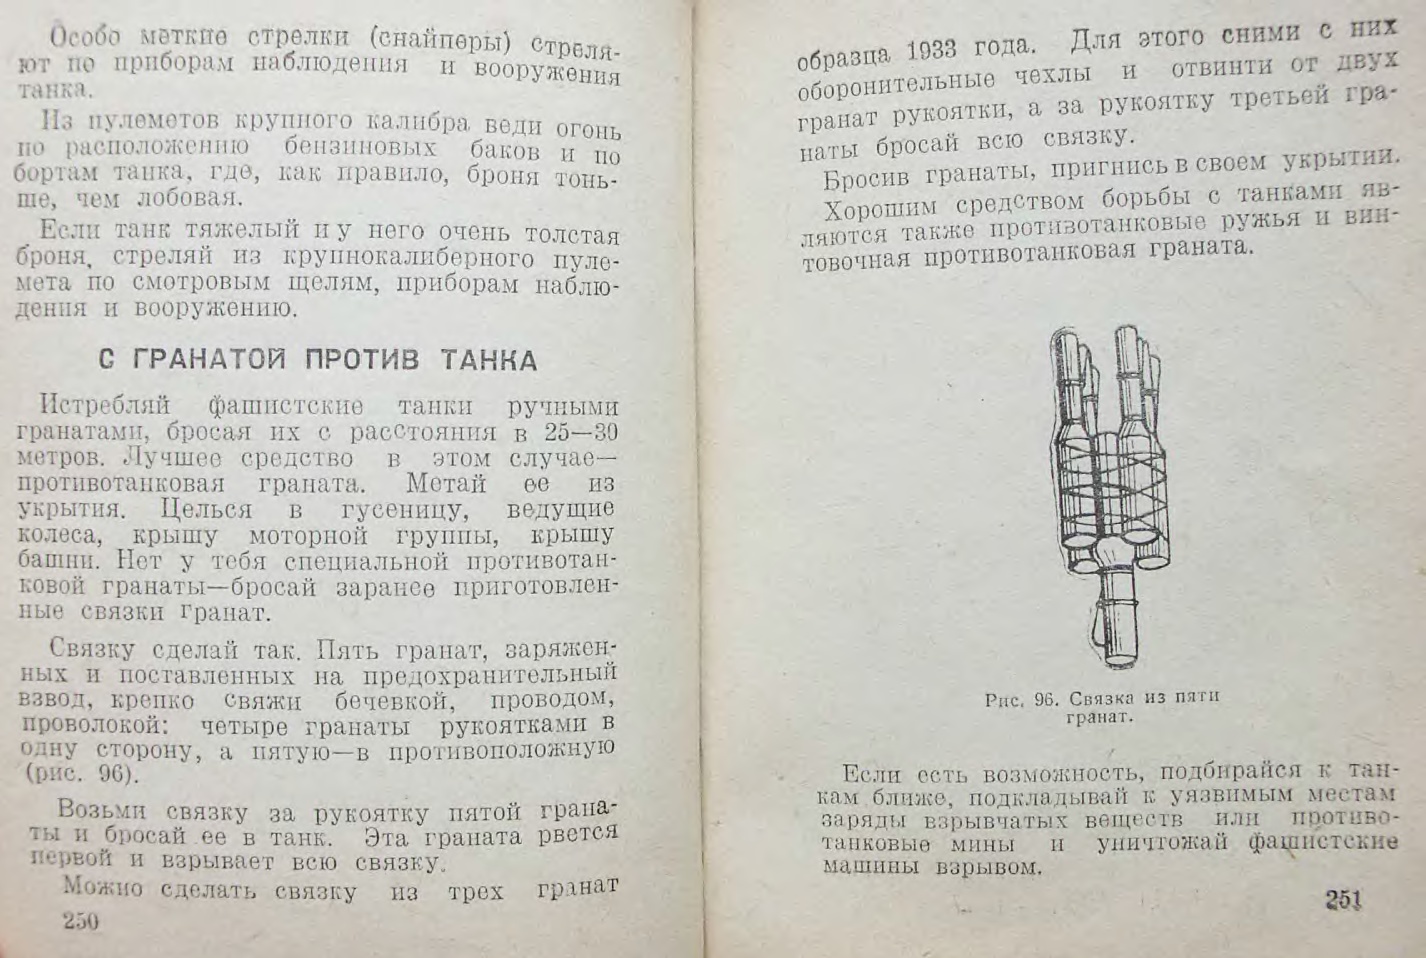 Особо меткие стрелки (снайперы) стреля-
ют по приборам наблюдения и вооружения
танка.
Из пулеметов крупного калибра веди огонь
по расположению бензиновых баков и по
бортам танка, где, как правило, броня тонь-
ше, чем лобовая.
Если танк тяжелый и у него очень толстая
броня, стреляй из крупнокалиберного пуле-
мета по смотровым щелям, приборам наблю-
дения и вооружению.
С ГРАНАТОЙ ПРОТИВ ТАНКА
Истребляй фашистские танки ручными
гранатами, бросая их с расстояния в 25—30
метров. Лучшее средство в этом случае—
противотанковая граната. Метай ее из
укрытия. Целься в гусеницу, ведущие
колеса, крышу моторной группы, крышу
башни. Нет у тебя специальной противотан-
ковой гранаты—бросай заранее приготовлен-
ные связки гранат.
Связку сделай так. Пять гранат, заряжен-
ных и поставленных на предохранительный
взвод, крепко свяжи бечевкой, проводом,
проволокой: четыре гранаты рукоятками в
одну сторону, а пятую—в противоположную
(рис. 96).
Возьми связку за рукоятку пятой грана-
ты и бросай ее в танк. Эта граната рвется
первой и взрывает всю связку.
Можно сделать связку из трех гранат
250
образца 1933 года. Для этого сними с них
оборонительные чехлы и отвинти от двух
гранат рукоятки, а за рукоятку третьей гра-
наты бросай всю связку.
Бросив гранаты, пригнись в своем укрытии.
Хорошим средством борьбы с танками яв-
ляются также противотанковые ружья и вин-
товочная противотанковая граната.
Рис. 96. Связка из пяти
гранат.
Если есть возможность, подбирайся к тан-
кам ближе, подкладывай к уязвимым местам
заряды взрывчатых веществ или противо-
танковые мины и уничтожай фашистские
машины взрывом.
251